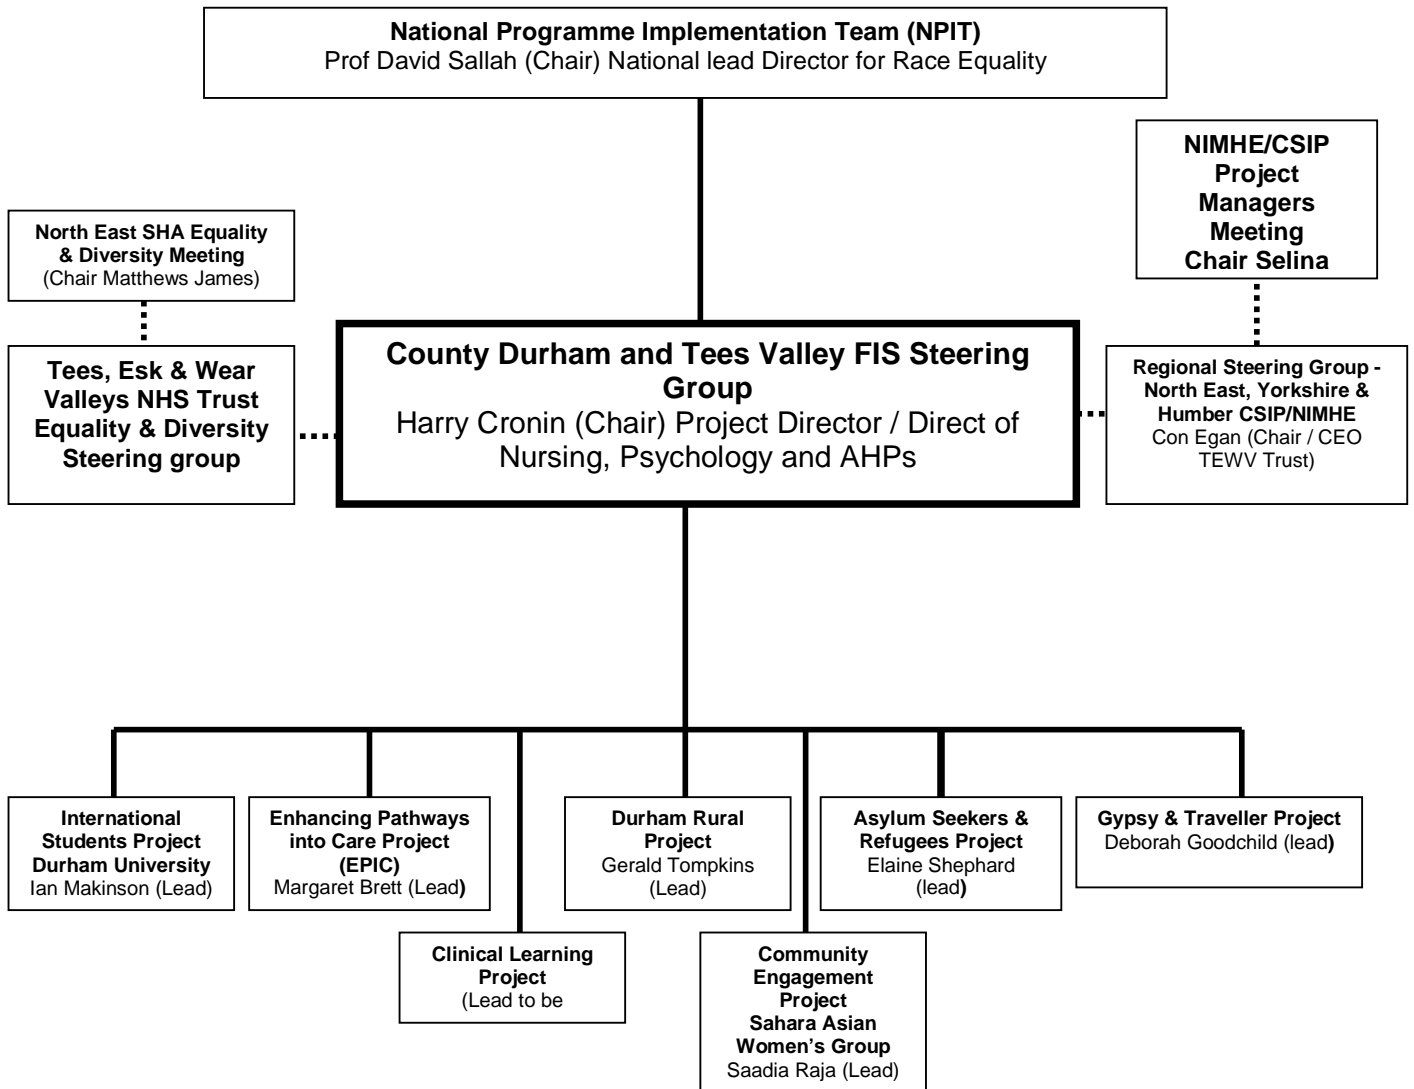 National Programme Implementation Team (NPIT)
Prof David Sallah (Chair) National lead Director for Race Equality
NIMHE/CSIP
Project
Managers
Meeting
Chair Selina
North East SHA Equality
& Diversity Meeting
(Chair Matthews James)
Tees, Esk & Wear
Valleys NHS Trust
Equality & Diversity
Steering group
County Durham and Tees Valley FIS Steering
Group
Harry Cronin (Chair) Project Director / Direct of
Nursing, Psychology and AHPs
Regional Steering Group -
North East, Yorkshire &
Humber CSIP/NIMHE
Con Egan (Chair / CEO
TEWV Trust)
International
Students Project
Durham University
Ian Makinson (Lead)
Enhancing Pathways
into Care Project
(EPIC)
Margaret Brett (Lead)
Durham Rural
Project
Gerald Tompkins
(Lead)
Asylum Seekers &
Refugees Project
Elaine Shephard
(lead)
Gypsy & Traveller Project
Deborah Goodchild (lead)
Clinical Learning
Project
(Lead to be
Community
Engagement
Project
Sahara Asian
Women's Group
Saadia Raja (Lead)